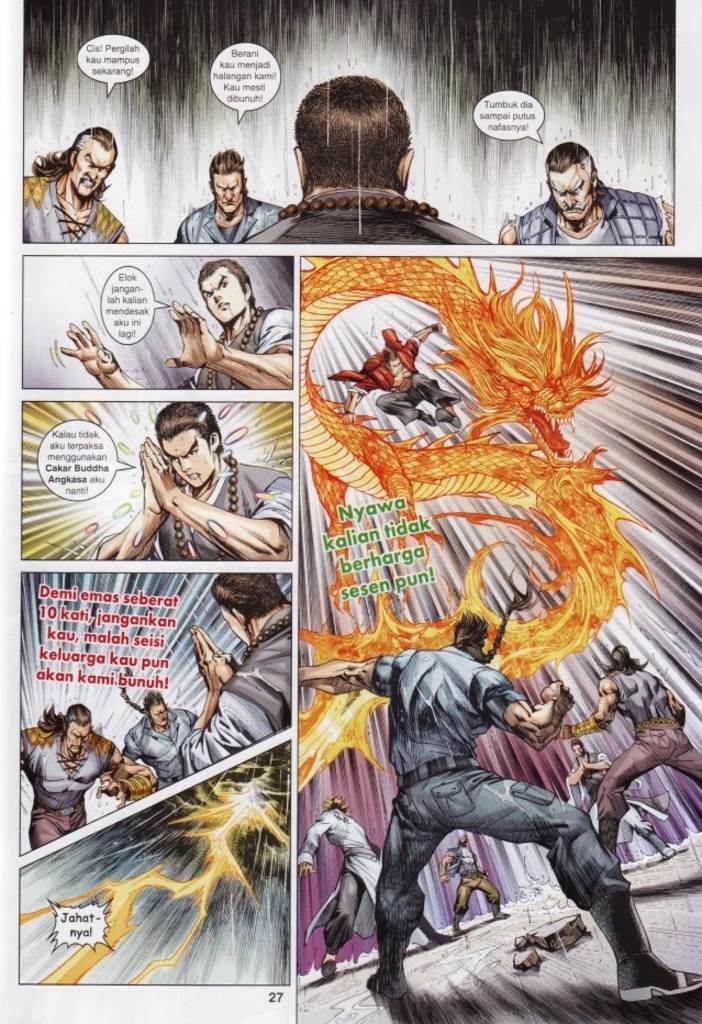 Cis! Pergilah
kau mampus
sekarang!
Berani
kau menjadi
halangan kami!
Kau mesti
dibunuh!
Tumbuk dia
sampai putus
nafasnya!
Elok
jangan-
lah kalian
mendesak
aku ini
lagi!
Kalau tidak,
aku terpaksa
menggunakan
Cakar Buddha
Angkasa aku
nanti!
Demi emas seberat
10 kati, jangankan
kau, malah seisi
keluarga kau pun
akan kami bunuh!
Jahat-
nya!
Nyawa
kalian tidak
berharga
sesen pun!
27